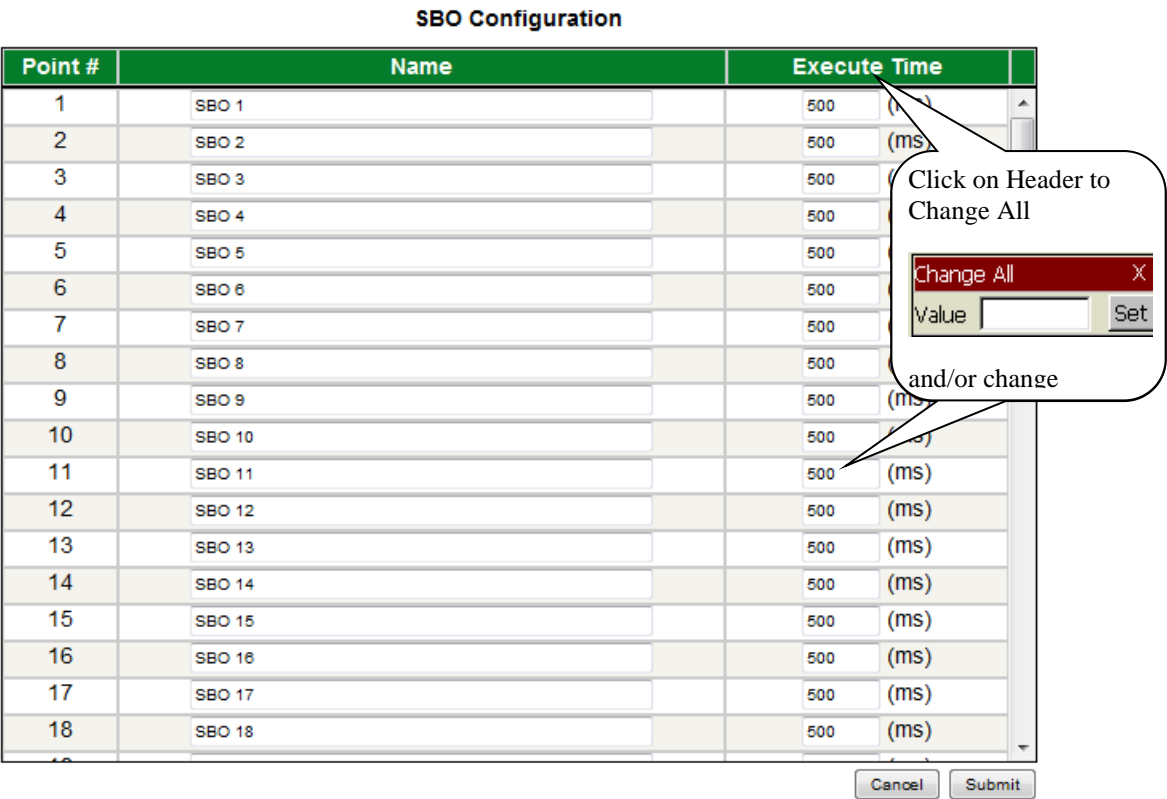 SBO Configuration
Point # Name Execute Time
1 SBO 1 500
2 SBO 2 500 (ms)
3 SBO 3 500
4 SBO 4 500
5 SBO 5 500
6 SBO 6 500
7 SBO 7 500
8 SBO 8 500
9 SBO 9 500 (ms)
10 SBO 10 500
11 SBO 11 500 (ms)
12 SBO 12 500 (ms)
13 SBO 13 500 (ms)
14 SBO 14 500 (ms)
15 SBO 15 500 (ms)
16 SBO 16 500 (ms)
17 SBO 17 500 (ms)
18 SBO 18 500 (ms)
Click on Header to
Change All
Change All X
Value Set
and/or change
Cancel Submit